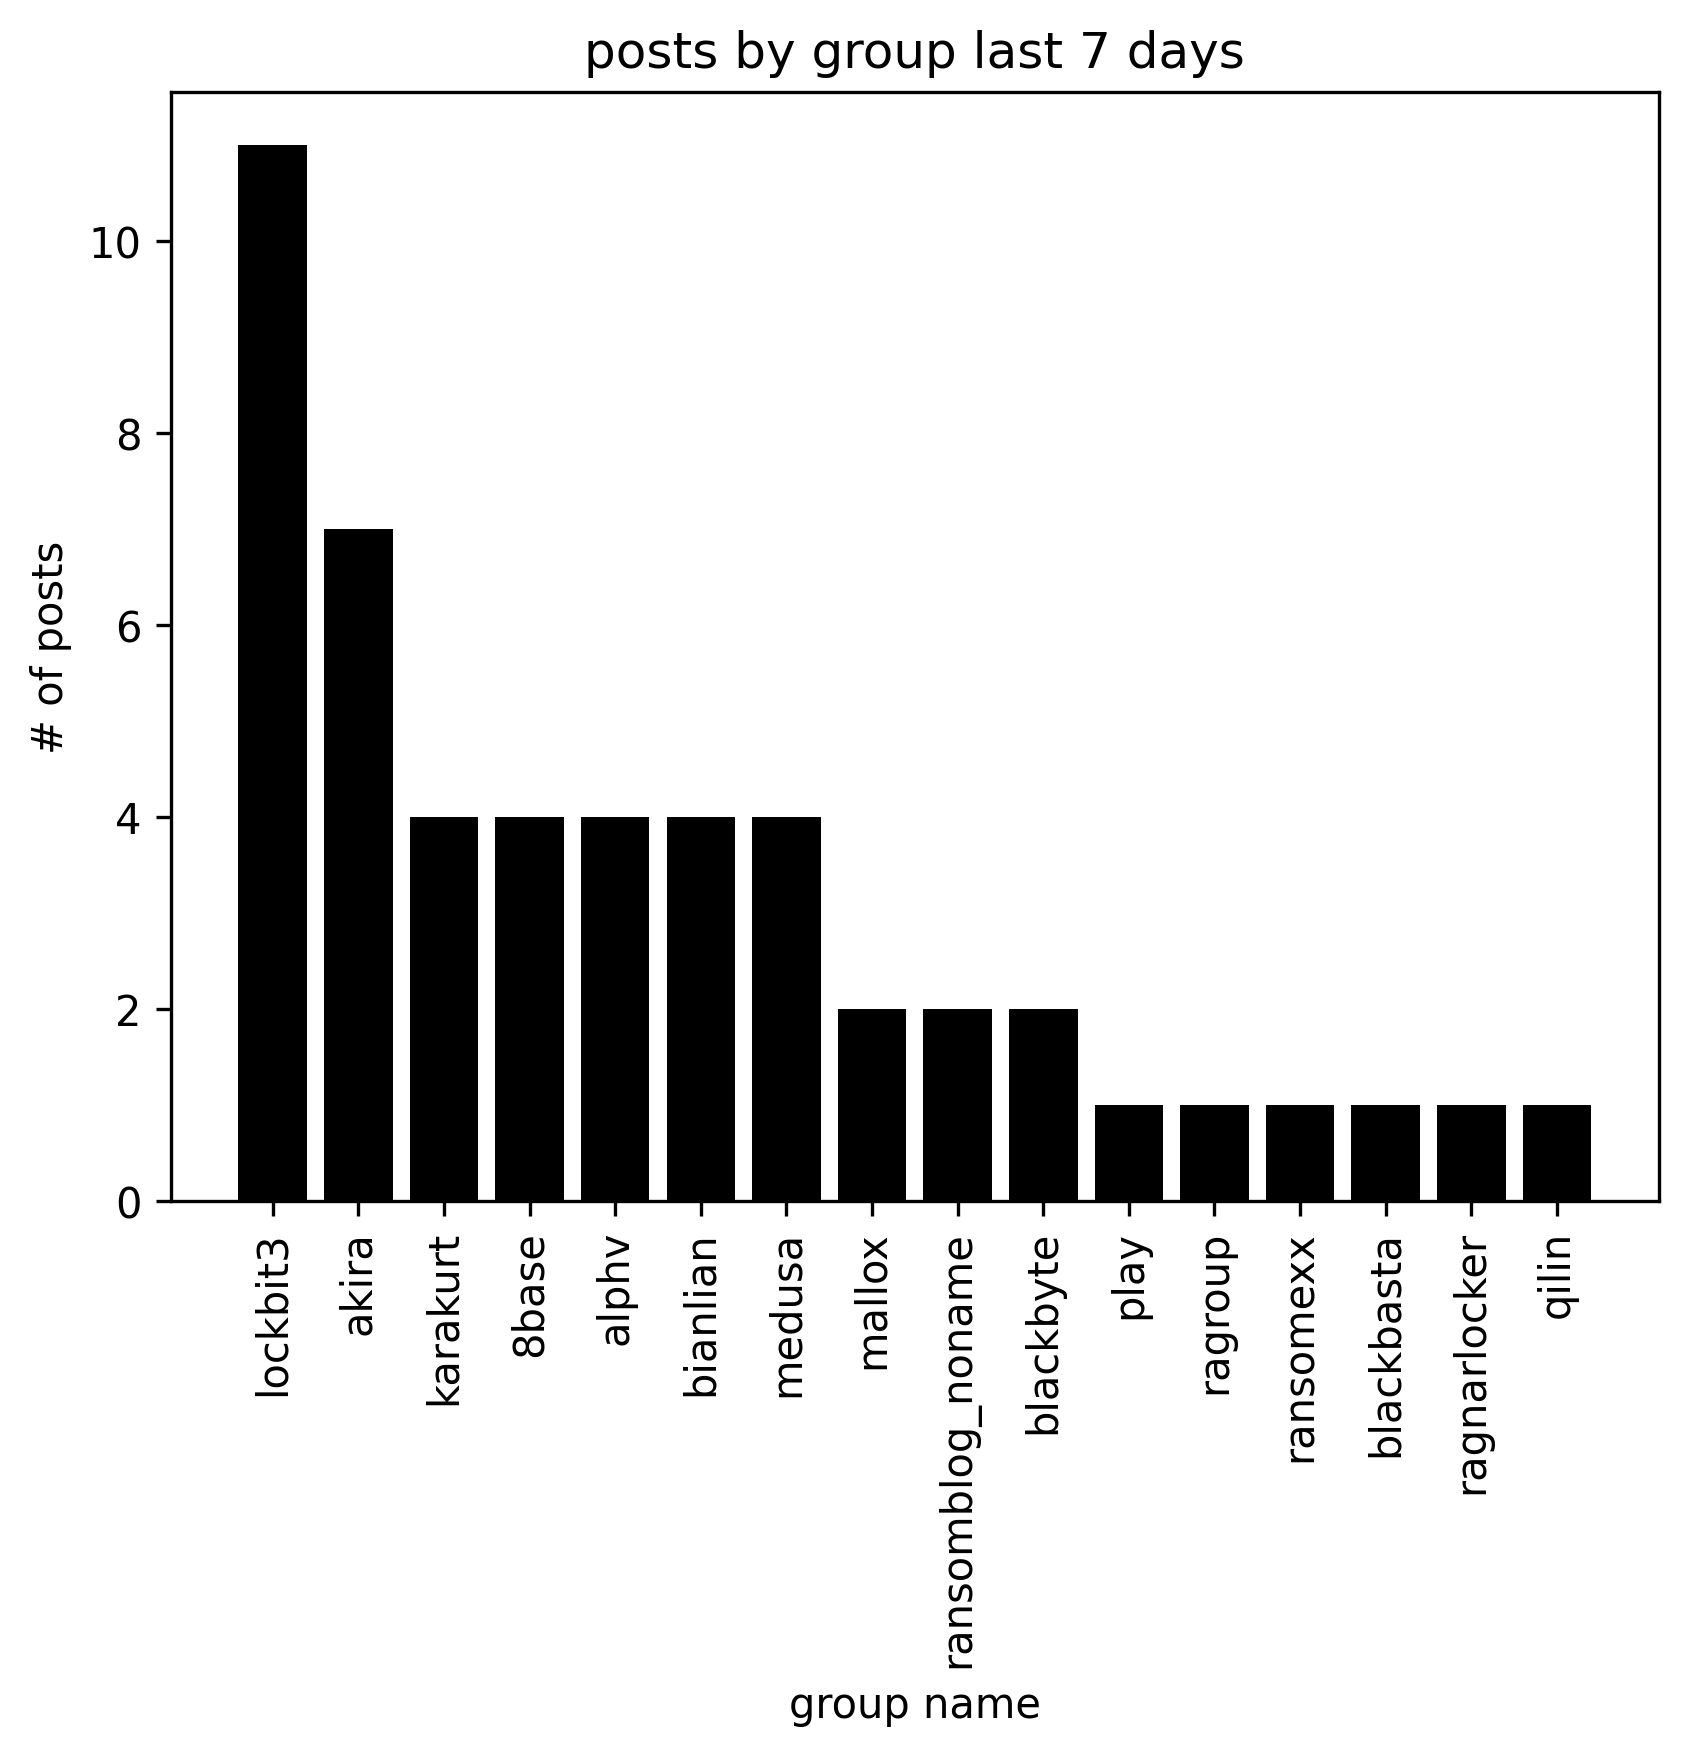 posts by group last 7 days
# of posts
10
8
6
4
2
0
lockbit3
akira
karakurt
8base
alphv
bianlian
medusa
mallox
ransomblog_noname
blackbyte
play
ragroup
ransomexx
blackbasta
ragnarlocker
qilin
group name